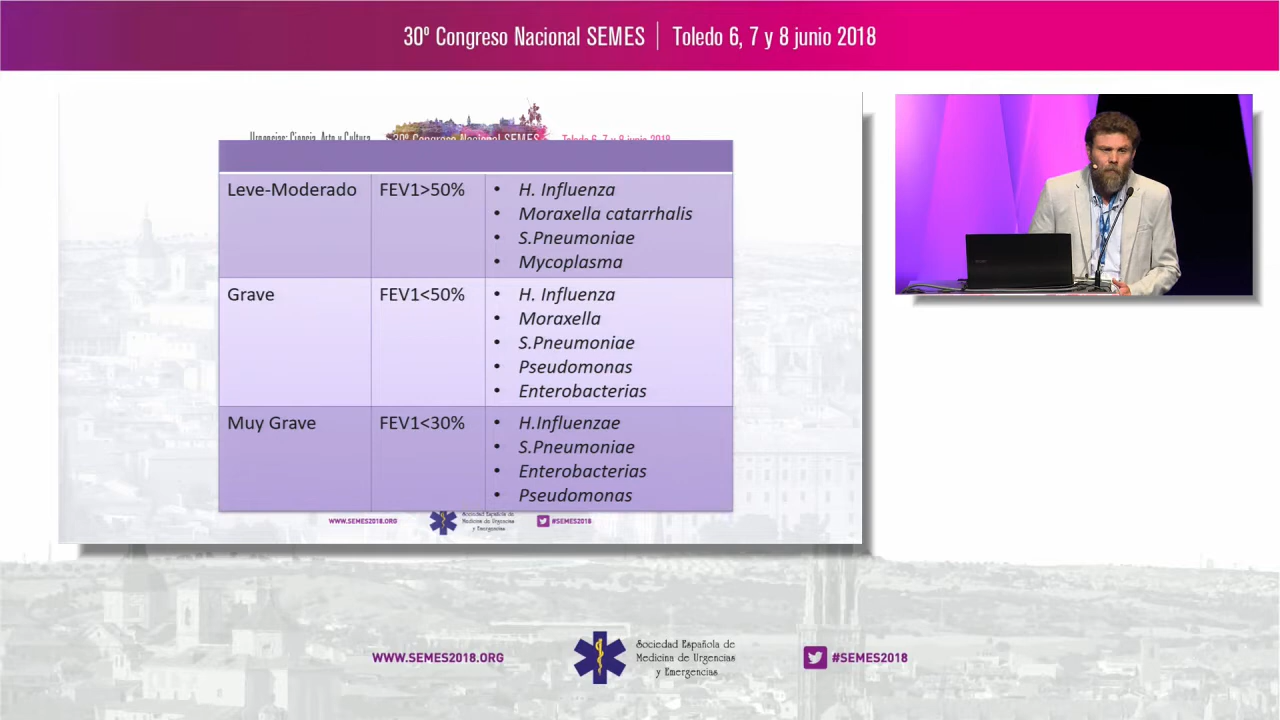 30º Congreso Nacional SEMES | Toledo 6, 7 y 8 junio 2018
Urgencias: Ciencia, Arte y Cultura
30º Congreso Nacional SEMES
Toledo 6, 7 y 8 junio 2018
Leve-Moderado
FEV1>50%
• H. Influenza
• Moraxella catarrhalis
• S.Pneumoniae
• Mycoplasma
Grave
FEV1<50%
• H. Influenza
• Moraxella
• S.Pneumoniae
• Pseudomonas
• Enterobacterias
Muy Grave
FEV1<30%
• H.Influenzae
• S.Pneumoniae
• Enterobacterias
• Pseudomonas
WWW.SEMES2018.ORG
Sociedad Española de
Medicina de Urgencias
y Emergencias
#SEMES2018
WWW.SEMES2018.ORG
Sociedad Española de
Medicina de Urgencias
y Emergencias
#SEMES2018